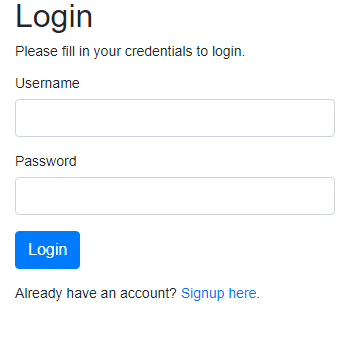 Login
Please fill in your credentials to login.
Username
Password
Login
Already have an account? Signup here.